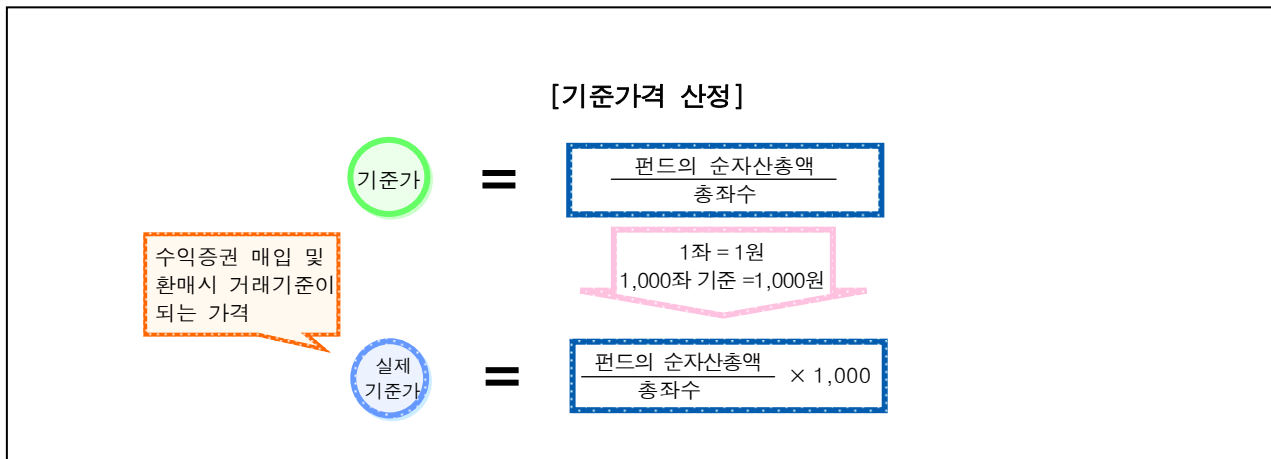 [기준가격 산정]
기준가
=
펀드의 순자산총액
총좌수
1좌 = 1원
1,000좌 기준 =1,000원
수익증권 매입 및
환매시 거래기준이
되는 가격
실제
기준가
=
펀드의 순자산총액
총좌수
× 1,000